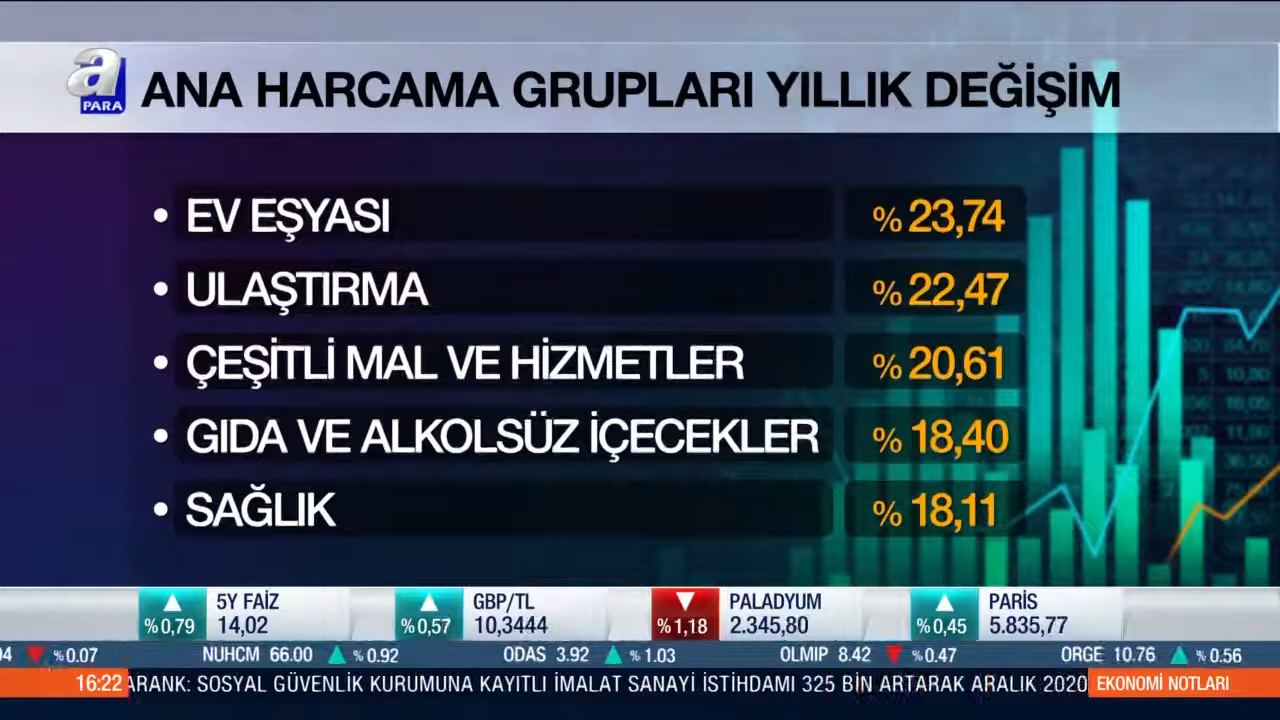 a PARA ANA HARCAMA GRUPLARI YILLIK DEĞİŞİM
• EV EŞYASI % 23,74
• ULAŞTIRMA % 22,47
• ÇEŞİTLİ MAL VE HİZMETLER % 20,61
• GIDA VE ALKOLSÜZ İÇECEKLER % 18,40
• SAĞLIK % 18,11
5Y FAİZ GBP/TL PALADYUM PARİS
%0,79 14,02 %0,57 10,3444 %1,18 2.345,80 %0,45 5.835,77
04 %0.07 NUHCM 66.00 %0.92 ODAS 3.92 %1.03 OLMIP 8.42 %0.47 ORGE 10.76 %0.56
16:22 ARANK: SOSYAL GÜVENLİK KURUMUNA KAYITLI İMALAT SANAYİ İSTİHDAMI 325 BİN ARTARAK ARALIK 2020 EKONOMİ NOTLARI